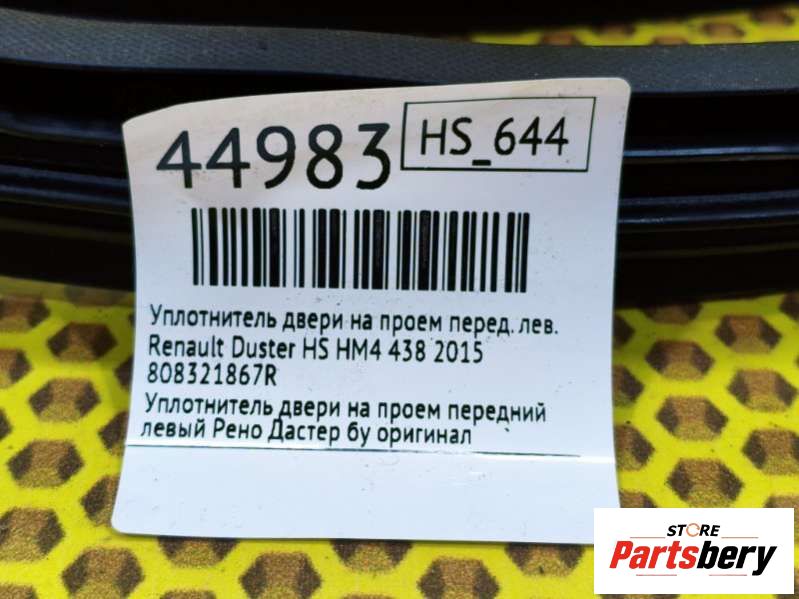 44983
HS_644
Уплотнитель двери на проем перед. лев.
Renault Duster HS HM4 438 2015
808321867R
Уплотнитель двери на проем передний
левый Рено Дастер бу оригинал
STORE
Partsbery